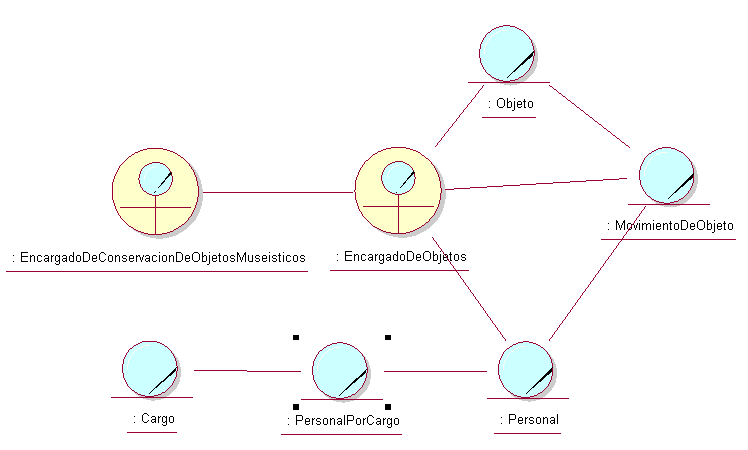 : Objeto
: MovimientoDeObjeto
: EncargadoDeConservacionDeObjetosMuseisticos
: EncargadoDeObjetos
: Cargo
: PersonalPorCargo
: Personal